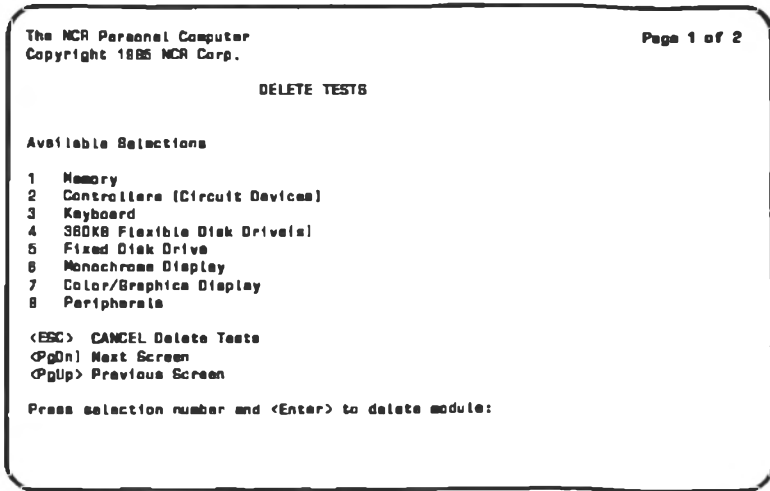 The NCR Personal Computer Page 1 of 2
Copyright 1985 NCR Corp.
DELETE TESTS
Available Selections
1 Memory
2 Controllers (Circuit Devices)
3 Keyboard
4 360KB Flexible Disk Drive(s)
5 Fixed Disk Drive
6 Monochrome Display
7 Color/Graphics Display
8 Peripherals
<ESC> CANCEL Delete Tests
<PgDn] Next Screen
<PgUp> Previous Screen
Press selection number and <Enter> to delete module: